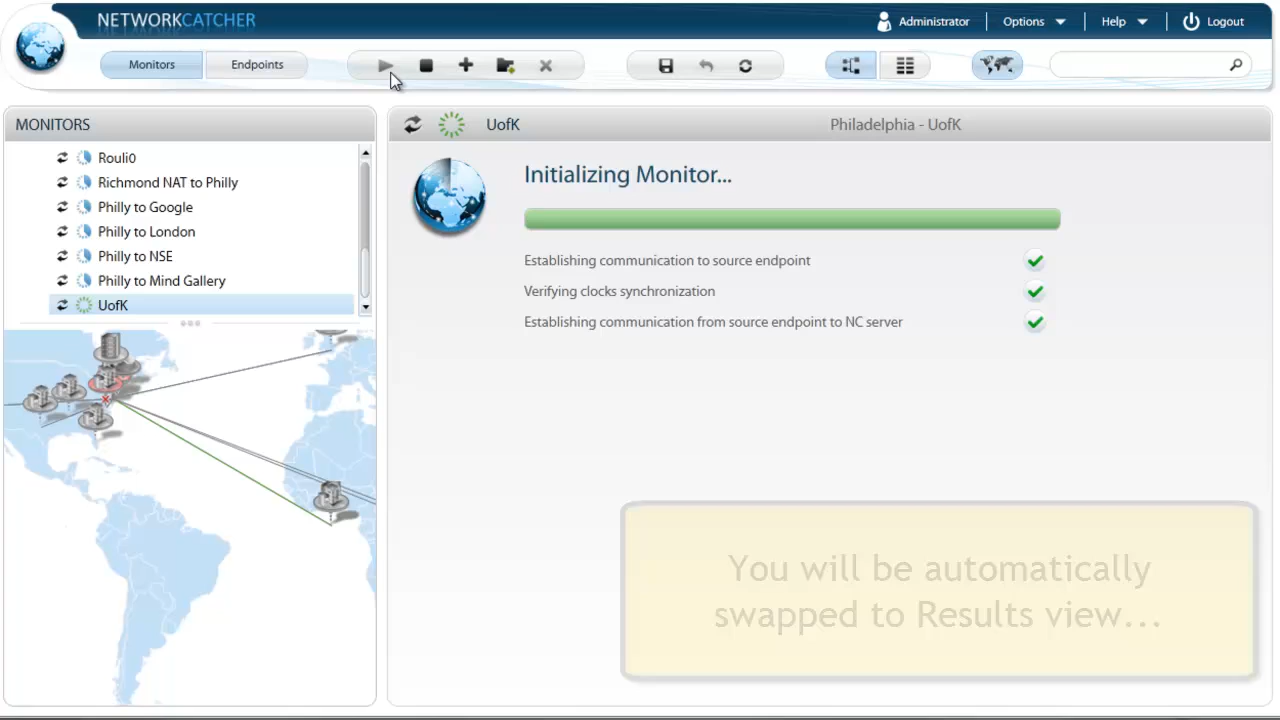 NETWORKCATCHER
Administrator
Options
Help
Logout
Monitors
Endpoints
MONITORS
Rouli0
Richmond NAT to Philly
Philly to Google
Philly to London
Philly to NSE
Philly to Mind Gallery
UofK
UofK
Philadelphia - UofK
Initializing Monitor...
Establishing communication to source endpoint
Verifying clocks synchronization
Establishing communication from source endpoint to NC server
You will be automatically
swapped to Results view...